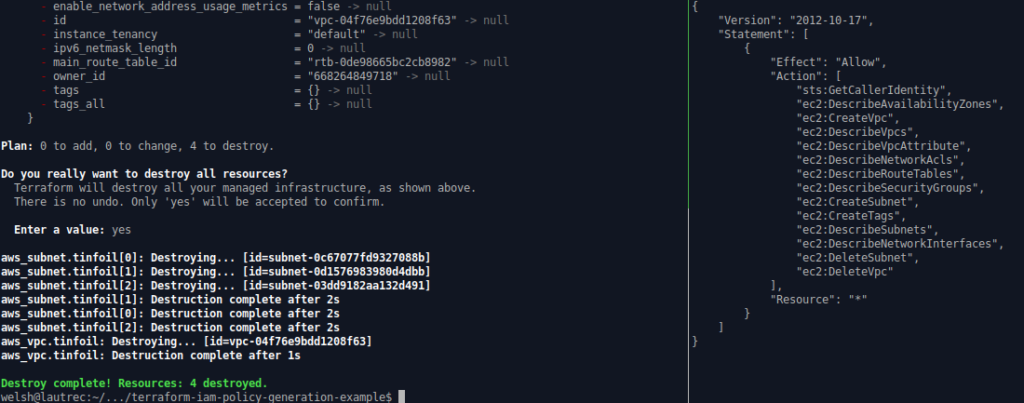 - enable_network_address_usage_metrics = false -> null
      - id                                   = "vpc-04f76e9bdd1208f63" -> null
      - instance_tenancy                     = "default" -> null
      - ipv6_netmask_length                  = 0 -> null
      - main_route_table_id                  = "rtb-0de98665bc2cb8982" -> null
      - owner_id                             = "668264849718" -> null
      - tags                                 = {} -> null
      - tags_all                             = {} -> null
    }

Plan: 0 to add, 0 to change, 4 to destroy.

Do you really want to destroy all resources?
  Terraform will destroy all your managed infrastructure, as shown above.
  There is no undo. Only 'yes' will be accepted to confirm.

  Enter a value: yes

aws_subnet.tinfoil[0]: Destroying... [id=subnet-0c67077fd9327088b]
aws_subnet.tinfoil[1]: Destroying... [id=subnet-0d1576983980d4dbb]
aws_subnet.tinfoil[2]: Destroying... [id=subnet-03dd9182aa132d491]
aws_subnet.tinfoil[1]: Destruction complete after 2s
aws_subnet.tinfoil[0]: Destruction complete after 2s
aws_subnet.tinfoil[2]: Destruction complete after 2s
aws_vpc.tinfoil: Destroying... [id=vpc-04f76e9bdd1208f63]
aws_vpc.tinfoil: Destruction complete after 1s

Destroy complete! Resources: 4 destroyed.
welsh@lautrec:~/.../terraform-iam-policy-generation-example$
{
    "Version": "2012-10-17",
    "Statement": [
        {
            "Effect": "Allow",
            "Action": [
                "sts:GetCallerIdentity",
                "ec2:DescribeAvailabilityZones",
                "ec2:CreateVpc",
                "ec2:DescribeVpcs",
                "ec2:DescribeVpcAttribute",
                "ec2:DescribeNetworkAcls",
                "ec2:DescribeRouteTables",
                "ec2:DescribeSecurityGroups",
                "ec2:CreateSubnet",
                "ec2:CreateTags",
                "ec2:DescribeSubnets",
                "ec2:DescribeNetworkInterfaces",
                "ec2:DeleteSubnet",
                "ec2:DeleteVpc"
            ],
            "Resource": "*"
        }
    ]
}